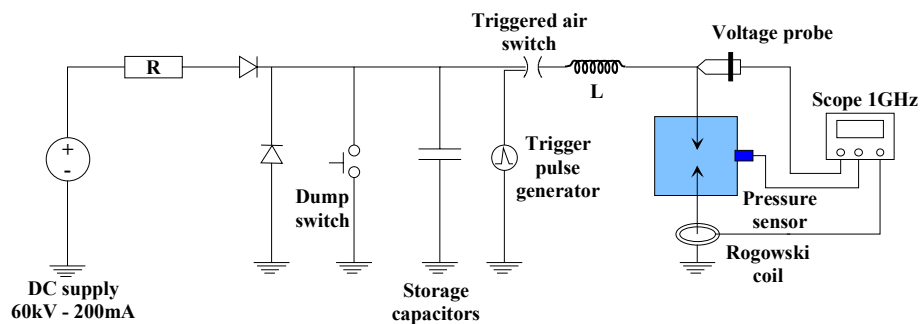 Triggered air
switch
Voltage probe
R
+
-
L
Scope 1GHz
Dump
switch
Trigger
pulse
generator
Pressure
sensor
Rogowski
coil
DC supply
60kV - 200mA
Storage
capacitors